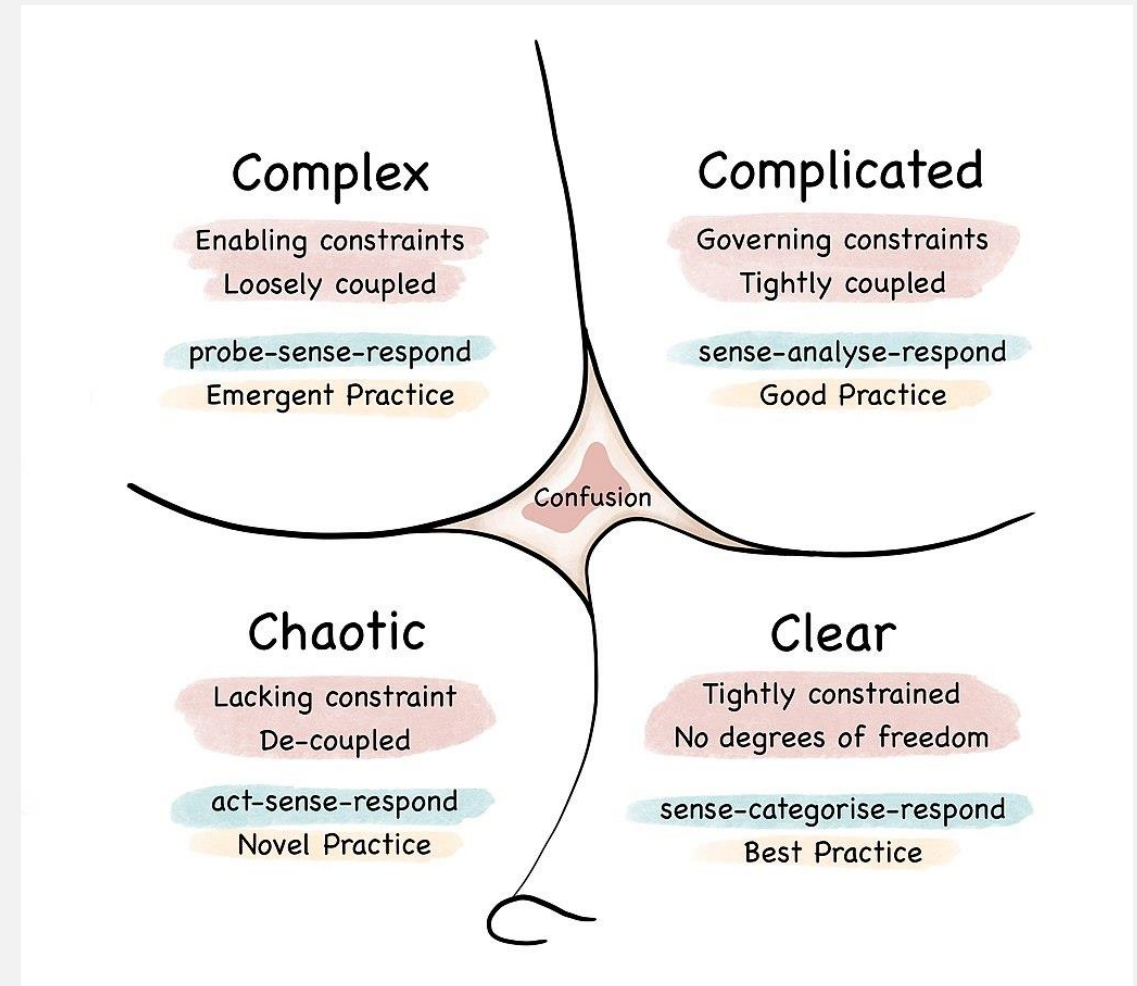 Complex
Enabling constraints
Loosely coupled
probe-sense-respond
Emergent Practice
Complicated
Governing constraints
Tightly coupled
sense-analyse-respond
Good Practice
Confusion
Chaotic
Lacking constraint
De-coupled
act-sense-respond
Novel Practice
Clear
Tightly constrained
No degrees of freedom
sense-categorise-respond
Best Practice